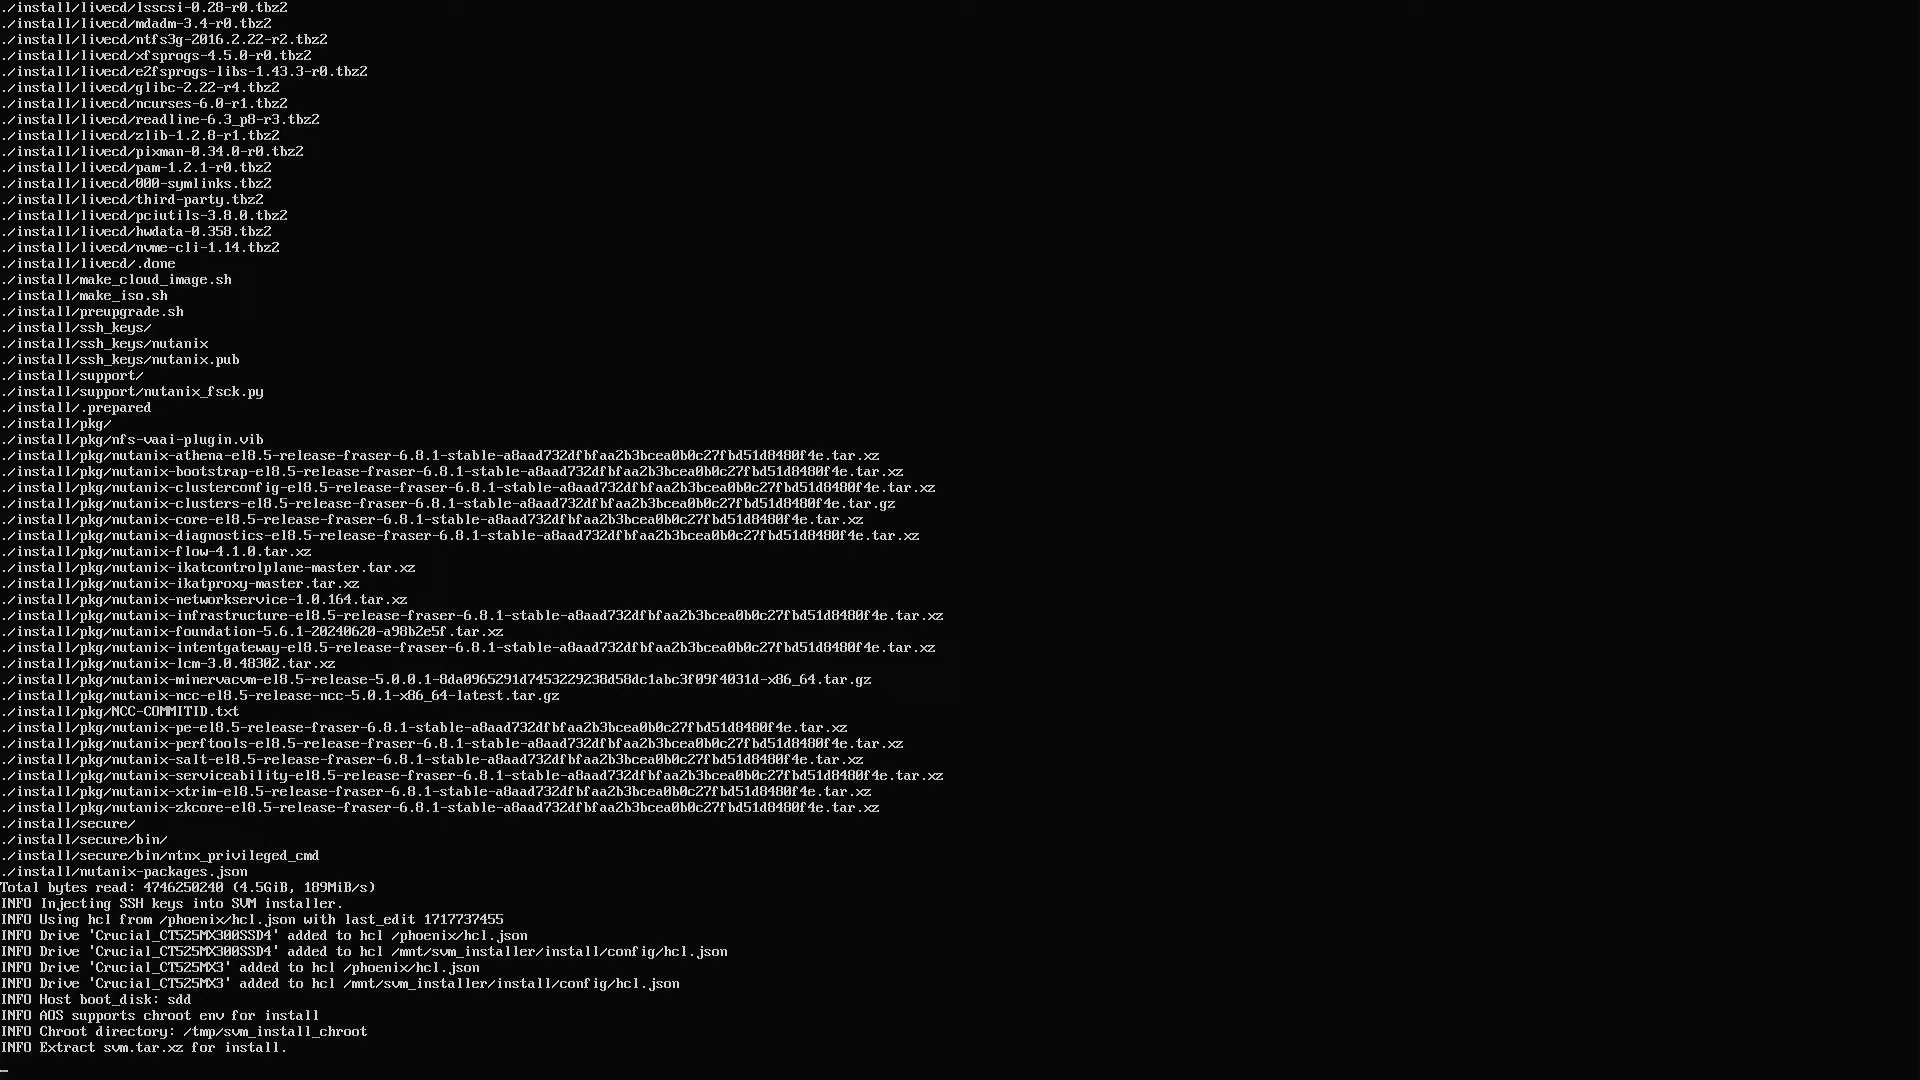 ./install/livecd/lsscsi-0.28-r0.tbz2
./install/livecd/mdadm-3.4-r0.tbz2
./install/livecd/ntfs3g-2016.2.22-r2.tbz2
./install/livecd/xfsprogs-4.5.0-r0.tbz2
./install/livecd/e2fsprogs-libs-1.43.3-r0.tbz2
./install/livecd/glibc-2.22-r4.tbz2
./install/livecd/ncurses-6.0-r1.tbz2
./install/livecd/readline-6.3_p8-r3.tbz2
./install/livecd/zlib-1.2.8-r1.tbz2
./install/livecd/pixman-0.34.0-r0.tbz2
./install/livecd/pam-1.2.1-r0.tbz2
./install/livecd/000-symlinks.tbz2
./install/livecd/third-party.tbz2
./install/livecd/pciutils-3.8.0.tbz2
./install/livecd/hwdata-0.358.tbz2
./install/livecd/nvme-cli-1.14.tbz2
./install/livecd/.done
./install/make_cloud_image.sh
./install/make_iso.sh
./install/preupgrade.sh
./install/ssh_keys/
./install/ssh_keys/nutanix
./install/ssh_keys/nutanix.pub
./install/support/
./install/support/nutanix_fsck.py
./install/.prepared
./install/pkg/
./install/pkg/nfs-vaai-plugin.vib
./install/pkg/nutanix-athena-el8.5-release-fraser-6.8.1-stable-a8aad732dfbfaa2b3bcea0b0c27fbd51d8480f4e.tar.xz
./install/pkg/nutanix-bootstrap-el8.5-release-fraser-6.8.1-stable-a8aad732dfbfaa2b3bcea0b0c27fbd51d8480f4e.tar.xz
./install/pkg/nutanix-clusterconfig-el8.5-release-fraser-6.8.1-stable-a8aad732dfbfaa2b3bcea0b0c27fbd51d8480f4e.tar.xz
./install/pkg/nutanix-clusters-el8.5-release-fraser-6.8.1-stable-a8aad732dfbfaa2b3bcea0b0c27fbd51d8480f4e.tar.gz
./install/pkg/nutanix-core-el8.5-release-fraser-6.8.1-stable-a8aad732dfbfaa2b3bcea0b0c27fbd51d8480f4e.tar.xz
./install/pkg/nutanix-diagnostics-el8.5-release-fraser-6.8.1-stable-a8aad732dfbfaa2b3bcea0b0c27fbd51d8480f4e.tar.xz
./install/pkg/nutanix-flow-4.1.0.tar.xz
./install/pkg/nutanix-ikatcontrolplane-master.tar.xz
./install/pkg/nutanix-ikatproxy-master.tar.xz
./install/pkg/nutanix-networkservice-1.0.164.tar.xz
./install/pkg/nutanix-infrastructure-el8.5-release-fraser-6.8.1-stable-a8aad732dfbfaa2b3bcea0b0c27fbd51d8480f4e.tar.xz
./install/pkg/nutanix-foundation-5.6.1-20240620-a98b2e5f.tar.xz
./install/pkg/nutanix-intentgateway-el8.5-release-fraser-6.8.1-stable-a8aad732dfbfaa2b3bcea0b0c27fbd51d8480f4e.tar.xz
./install/pkg/nutanix-lcm-3.0.48302.tar.xz
./install/pkg/nutanix-minervacvm-el8.5-release-5.0.0.1-8da0965291d7453229238d58dc1abc3f09f4031d-x86_64.tar.gz
./install/pkg/nutanix-ncc-el8.5-release-ncc-5.0.1-x86_64-latest.tar.gz
./install/pkg/NCC-COMMITID.txt
./install/pkg/nutanix-pe-el8.5-release-fraser-6.8.1-stable-a8aad732dfbfaa2b3bcea0b0c27fbd51d8480f4e.tar.xz
./install/pkg/nutanix-perftools-el8.5-release-fraser-6.8.1-stable-a8aad732dfbfaa2b3bcea0b0c27fbd51d8480f4e.tar.xz
./install/pkg/nutanix-salt-el8.5-release-fraser-6.8.1-stable-a8aad732dfbfaa2b3bcea0b0c27fbd51d8480f4e.tar.xz
./install/pkg/nutanix-serviceability-el8.5-release-fraser-6.8.1-stable-a8aad732dfbfaa2b3bcea0b0c27fbd51d8480f4e.tar.xz
./install/pkg/nutanix-xtrim-el8.5-release-fraser-6.8.1-stable-a8aad732dfbfaa2b3bcea0b0c27fbd51d8480f4e.tar.xz
./install/pkg/nutanix-zkcore-el8.5-release-fraser-6.8.1-stable-a8aad732dfbfaa2b3bcea0b0c27fbd51d8480f4e.tar.xz
./install/secure/
./install/secure/bin/
./install/secure/bin/ntnx_privileged_cmd
./install/nutanix-packages.json
Total bytes read: 4746250240 (4.5GiB, 189MiB/s)
INFO Injecting SSH keys into SVM installer.
INFO Using hcl from /phoenix/hcl.json with last_edit 1717737455
INFO Drive 'Crucial_CT525MX300SSD4' added to hcl /phoenix/hcl.json
INFO Drive 'Crucial_CT525MX300SSD4' added to hcl /mnt/svm_installer/install/config/hcl.json
INFO Drive 'Crucial_CT525MX3' added to hcl /phoenix/hcl.json
INFO Drive 'Crucial_CT525MX3' added to hcl /mnt/svm_installer/install/config/hcl.json
INFO Host boot_disk: sdd
INFO AOS supports chroot env for install
INFO Chroot directory: /tmp/svm_install_chroot
INFO Extract svm.tar.xz for install.